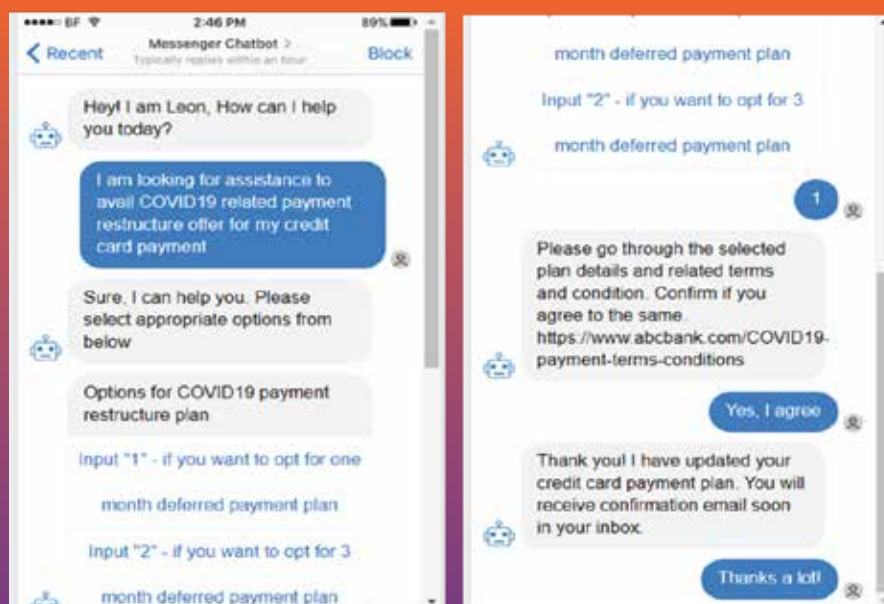 BF
2:46 PM
89%
Recent
Messenger Chatbot >
Typically replies within an hour
Block
Hey! I am Leon, How can I help
you today?
I am looking for assistance to
avail COVID19 related payment
restructure offer for my credit
card payment
Sure, I can help you. Please
select appropriate options from
below
Options for COVID19 payment
restructure plan
Input "1" - if you want to opt for one
month deferred payment plan
Input "2" - if you want to opt for 3
month deferred payment plan
month deferred payment plan
Input "2" - if you want to opt for 3
month deferred payment plan
1
Please go through the selected
plan details and related terms
and condition. Confirm if you
agree to the same
https://www.abcbank.com/COVID19-
payment-terms-conditions
Yes, I agree
Thank you! I have updated your
credit card payment plan. You will
receive confirmation email soon
in your inbox.
Thanks a lot!